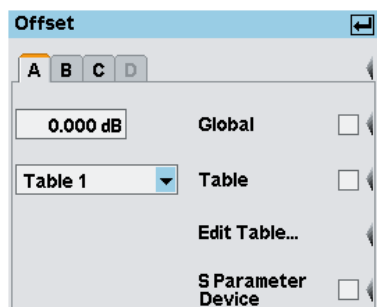 Offset
A B C D
0.000 dB Global
Table 1 Table
Edit Table...
S Parameter
Device